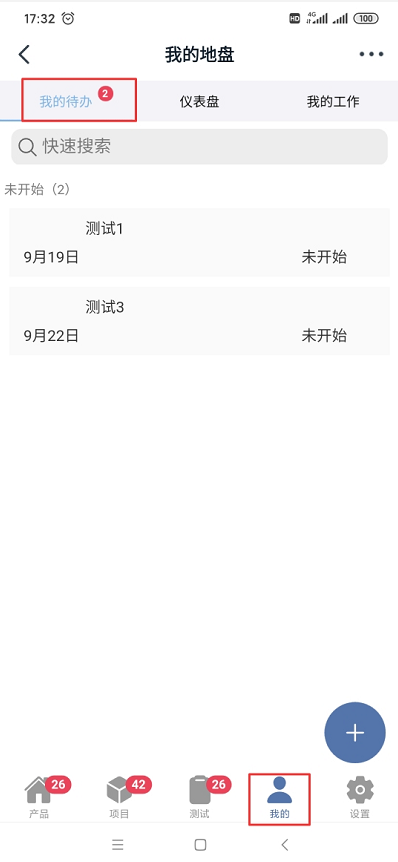 17:32 HD 4G 100
我的地盘
我的待办 2 仪表盘 我的工作
快速搜索
未开始（2）
测试1
9月19日 未开始
测试3
9月22日 未开始
26 42 26
产品 项目 测试 我的 设置